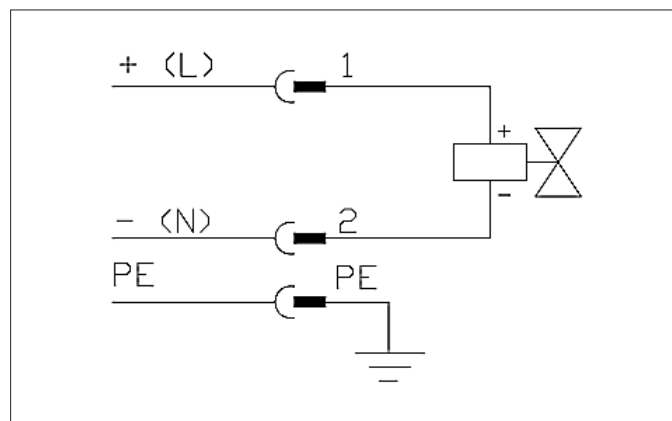 + (L) 1
+
-
- (N) 2
PE PE